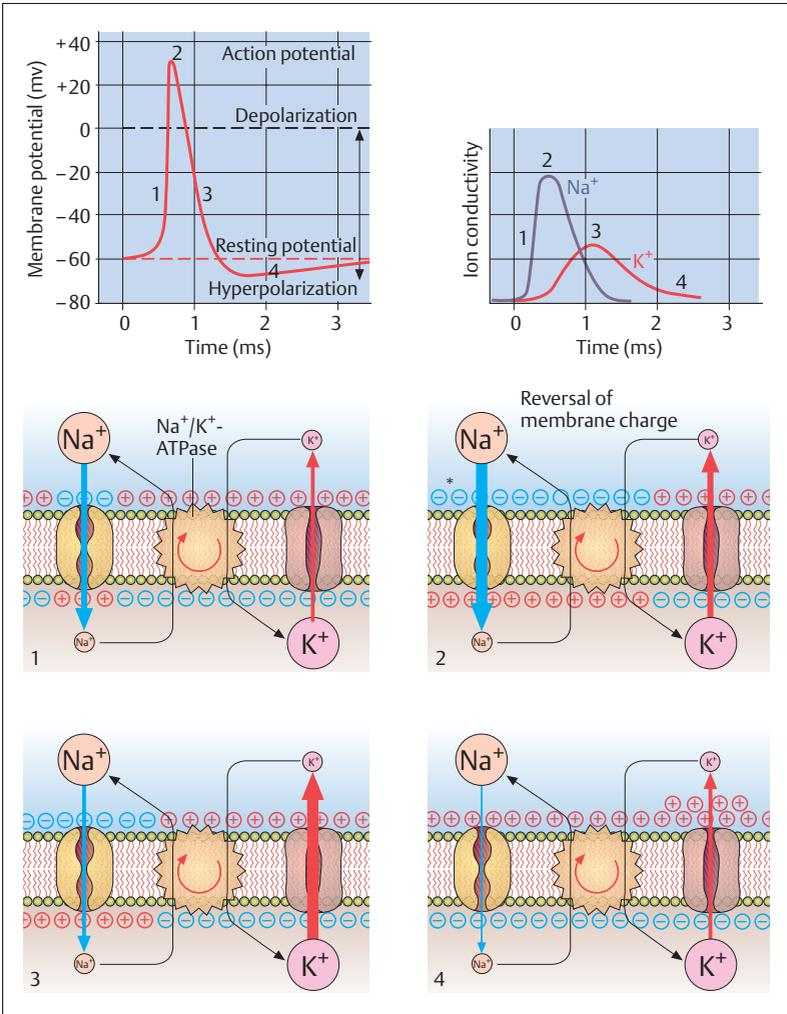 +40
+20
0
−20
−40
−60
−80
Membrane potential (mv)
Action potential
Depolarization
Resting potential
Hyperpolarization
1
2
3
4
0 1 2 3
Time (ms)
Ion conductivity
1
2
Na+
3
K+
4
0 1 2 3
Time (ms)
Na+
Na+/K+-
ATPase
K+
Na+
K+
1
Reversal of
membrane charge
Na+
K+
*
Na+
K+
2
Na+
K+
Na+
K+
3
Na+
K+
Na+
K+
4